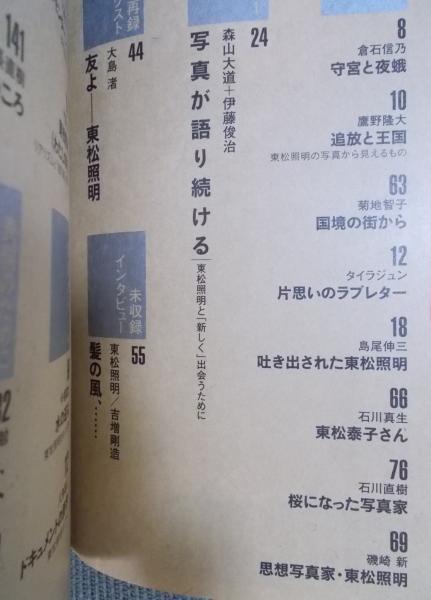 8
倉石信乃
守宮と夜蛾
10
鷹野隆大
追放と王国
東松照明の写真から見えるもの
63
菊地智子
国境の街から
12
タイラジュン
片思いのラブレター
18
島尾伸三
吐き出された東松照明
66
石川真生
東松泰子さん
76
石川直樹
桜になった写真家
69
磯崎 新
思想写真家・東松照明
24
森山大道+伊藤俊治
写真が語り続ける
東松照明と「新しく」出会うために
再録
44
大島 渚
友よ——東松照明
未収録
インタビュー
55
東松照明/吉増剛造
髪の風、……
141
ドキュメント